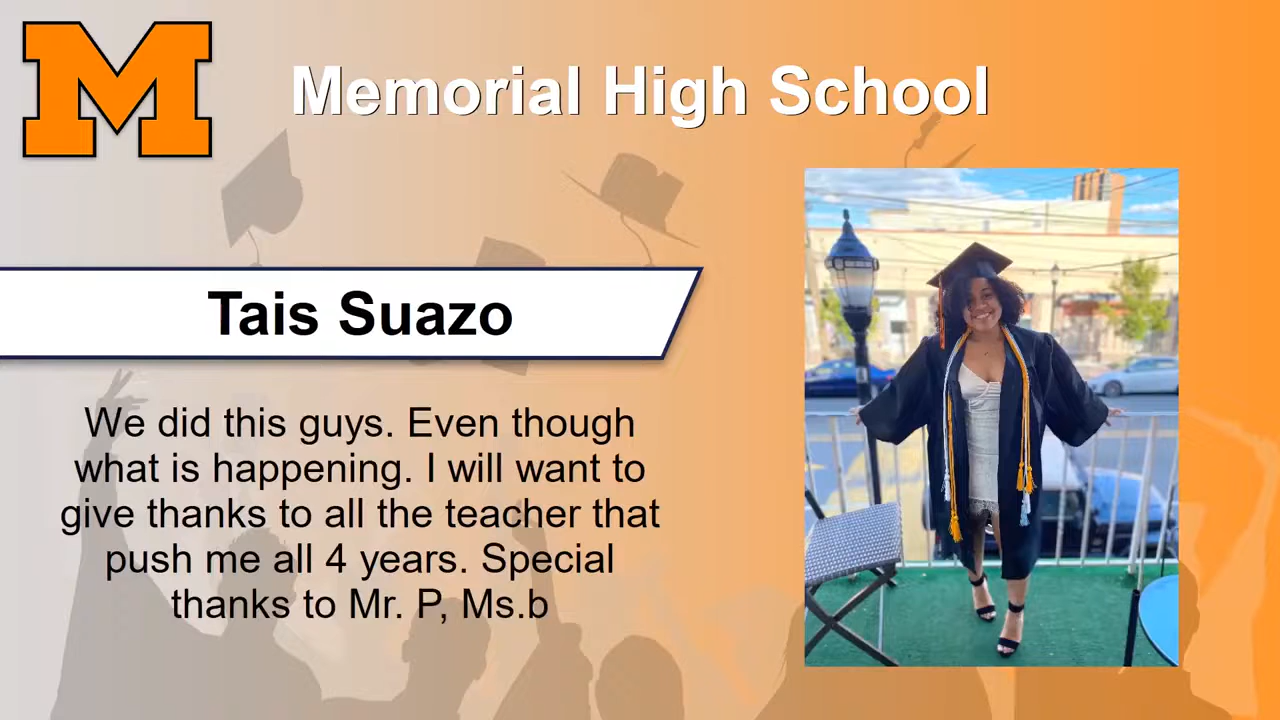 M
Memorial High School
Tais Suazo
We did this guys. Even though
what is happening. I will want to
give thanks to all the teacher that
push me all 4 years. Special
thanks to Mr. P, Ms.b